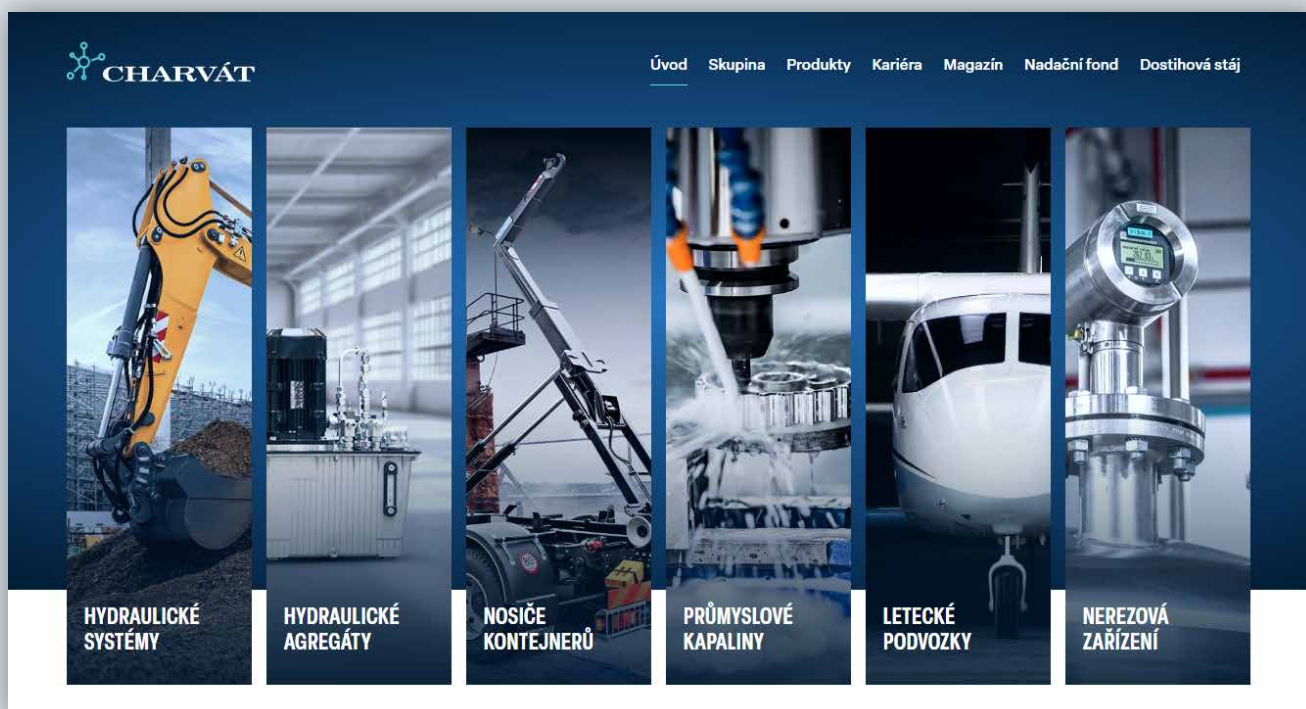 CHARVÁT
Úvod Skupina Produkty Kariéra Magazín Nadační fond Dostihová stáj
HYDRAULICKÉ
SYSTÉMY
HYDRAULICKÉ
AGREGÁTY
NOSIČE
KONTEJNERŮ
PRŮMYSLOVÉ
KAPALINY
LETECKÉ
PODVOZKY
NEREZOVÁ
ZAŘÍZENÍ